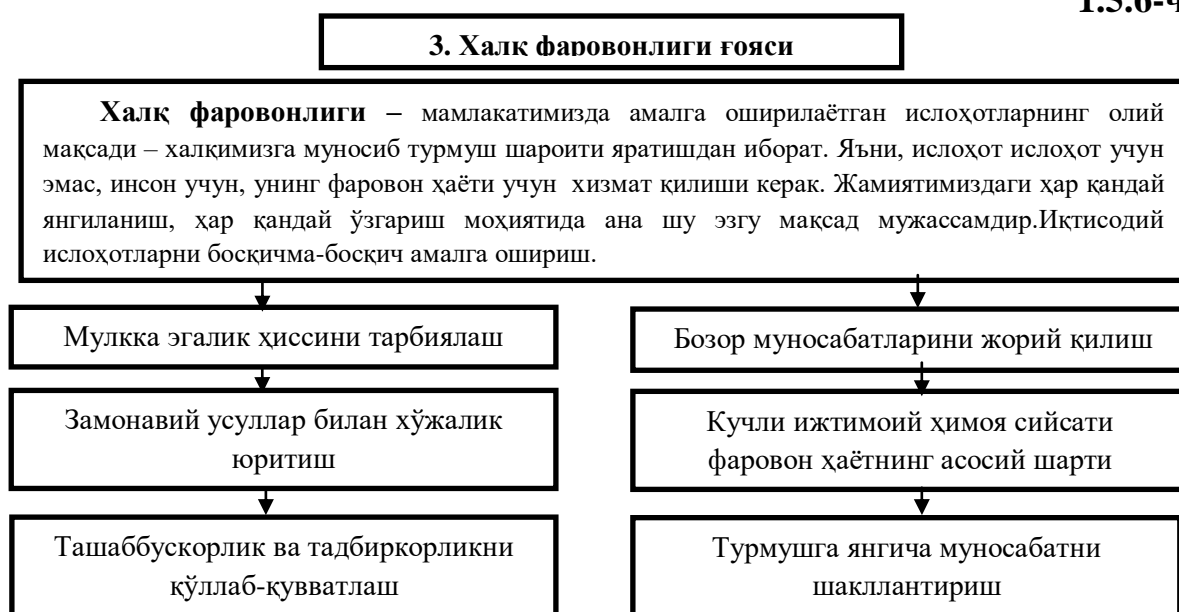 1.5.6-ч
3. Халқ фаровонлиги ғояси
Халқ фаровонлиги – мамлакатимизда амалга оширилаётган ислоҳотларнинг олий
мақсади – халқимизга муносиб турмуш шароити яратишдан иборат. Яъни, ислоҳот ислоҳот учун
эмас, инсон учун, унинг фаровон ҳаёти учун хизмат қилиши керак. Жамиятимиздаги ҳар қандай
янгиланиш, ҳар қандай ўзгариш моҳиятида ана шу эзгу мақсад мужассамдир.Иқтисодий
ислоҳотларни босқичма-босқич амалга ошириш.
Мулкка эгалик ҳиссини тарбиялаш
Замонавий усуллар билан хўжалик
юритиш
Ташаббускорлик ва тадбиркорликни
қўллаб-қувватлаш
Бозор муносабатларини жорий қилиш
Кучли ижтимоий ҳимоя сийсати
фаровон ҳаётнинг асосий шарти
Турмушга янгича муносабатни
шакллантириш